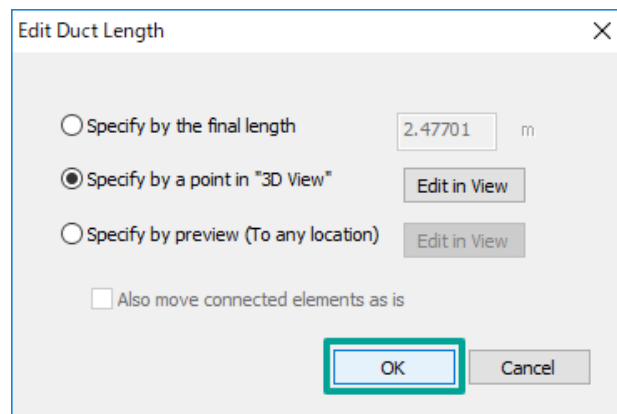 Edit Duct Length
Specify by the final length 2.47701 m
Specify by a point in "3D View" Edit in View
Specify by preview (To any location) Edit in View
Also move connected elements as is
OK Cancel